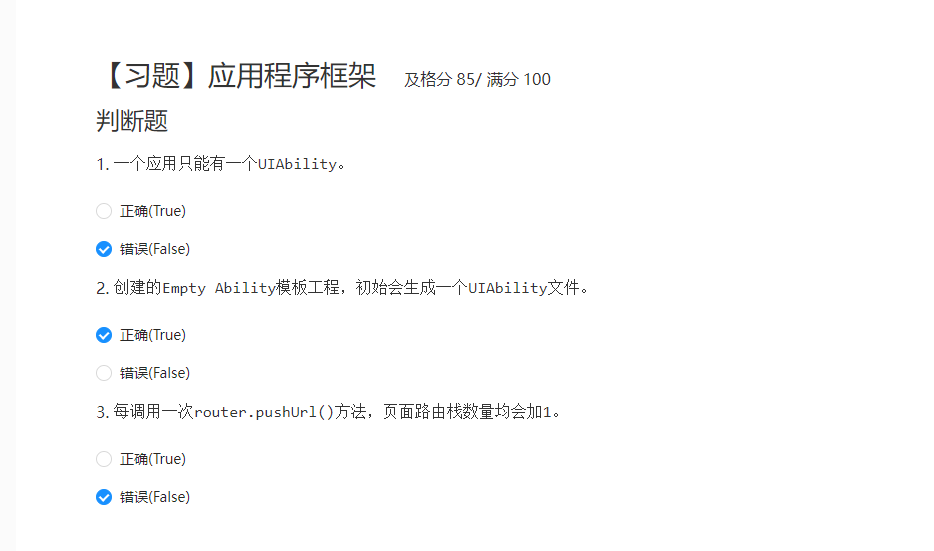 【习题】应用程序框架 及格分 85/ 满分 100
判断题
1. 一个应用只能有一个UIAbility。
正确(True)
错误(False)
2. 创建的Empty Ability模板工程，初始会生成一个UIAbility文件。
正确(True)
错误(False)
3. 每调用一次router.pushUrl()方法，页面路由栈数量均会加1。
正确(True)
错误(False)